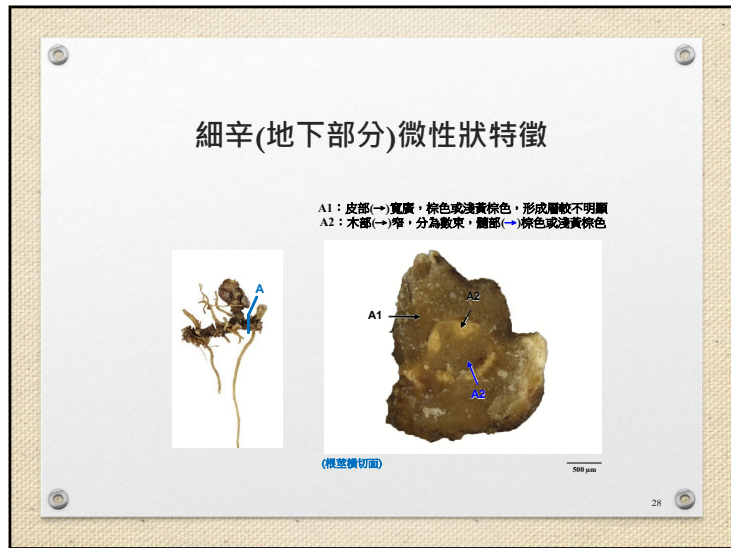 細辛(地下部分)微性狀特徵
A1：皮部(→)寬廣，棕色或淺黃棕色，形成層較不明顯
A2：木部(→)窄，分為數束，髓部(→)棕色或淺黃棕色
A
A2
A1
A2
(根莖橫切面)
500 μm
28